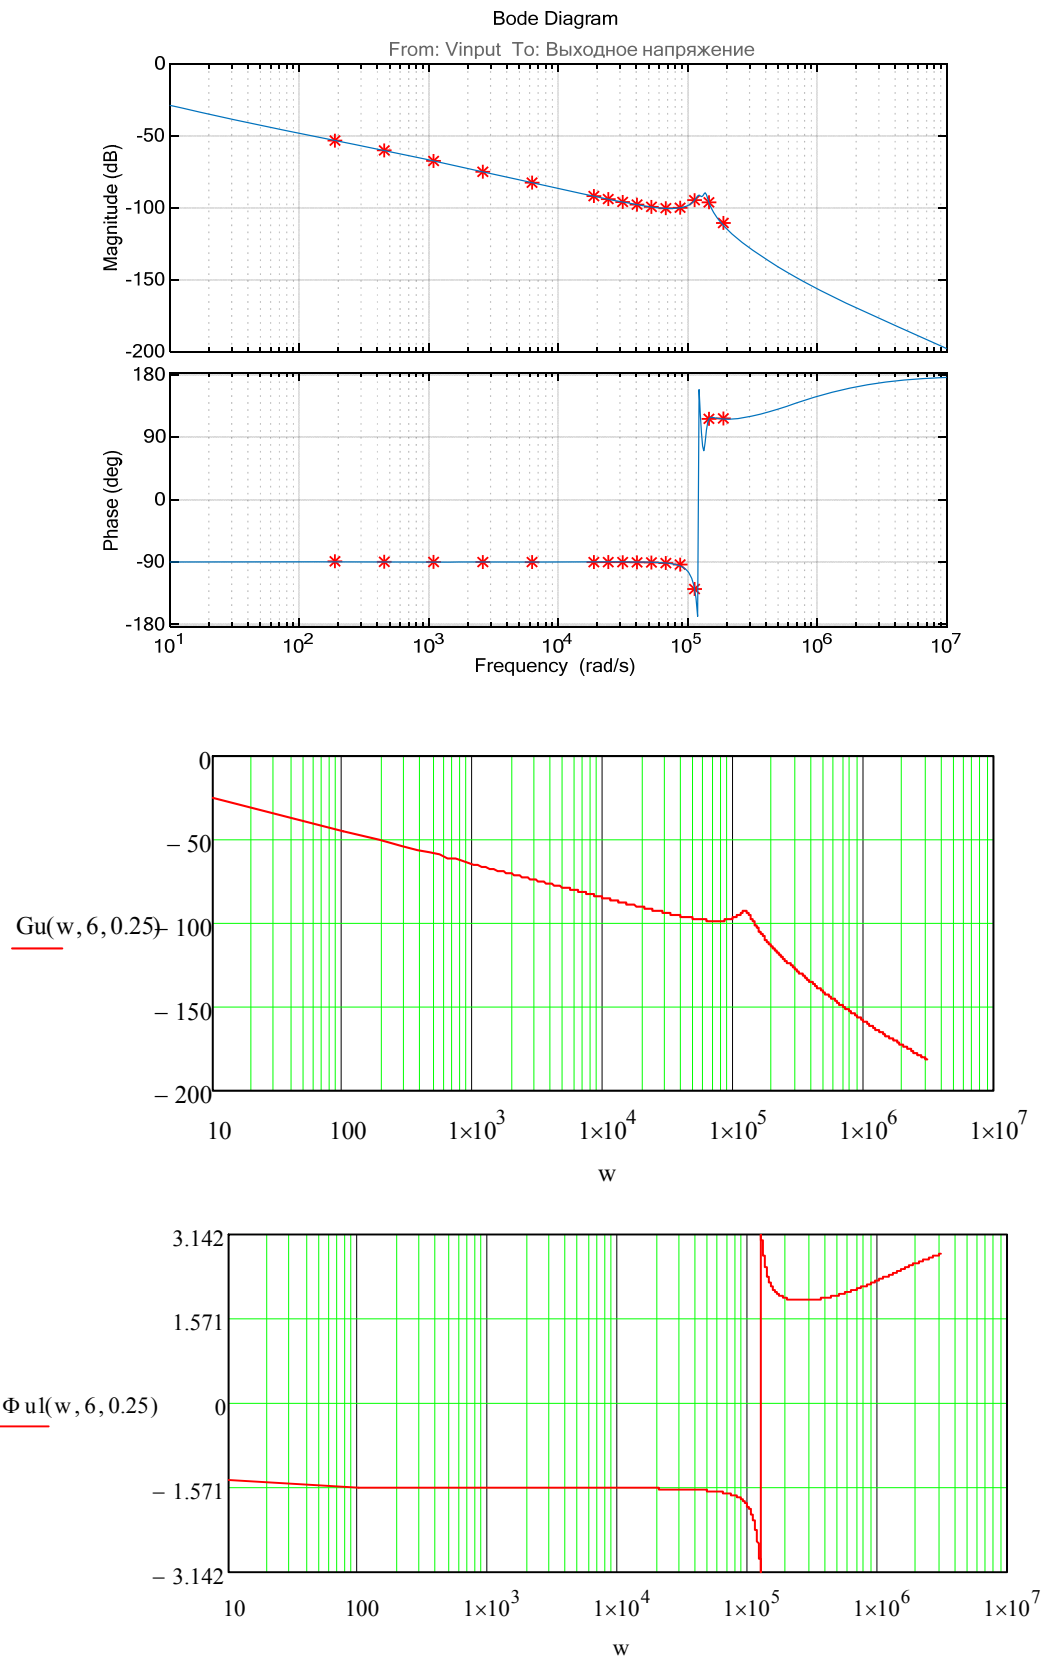 Bode Diagram
From: Vinput To: Выходное напряжение
0
-50
-100
-150
-200
Magnitude (dB)
180
90
0
-90
-180
Phase (deg)
10^1 10^2 10^3 10^4 10^5 10^6 10^7
Frequency (rad/s)
0
– 50
– 100
– 150
– 200
Gu(w, 6, 0.25)
10 100 1×10^3 1×10^4 1×10^5 1×10^6 1×10^7
w
3.142
1.571
0
– 1.571
– 3.142
Φul(w, 6, 0.25)
10 100 1×10^3 1×10^4 1×10^5 1×10^6 1×10^7
w